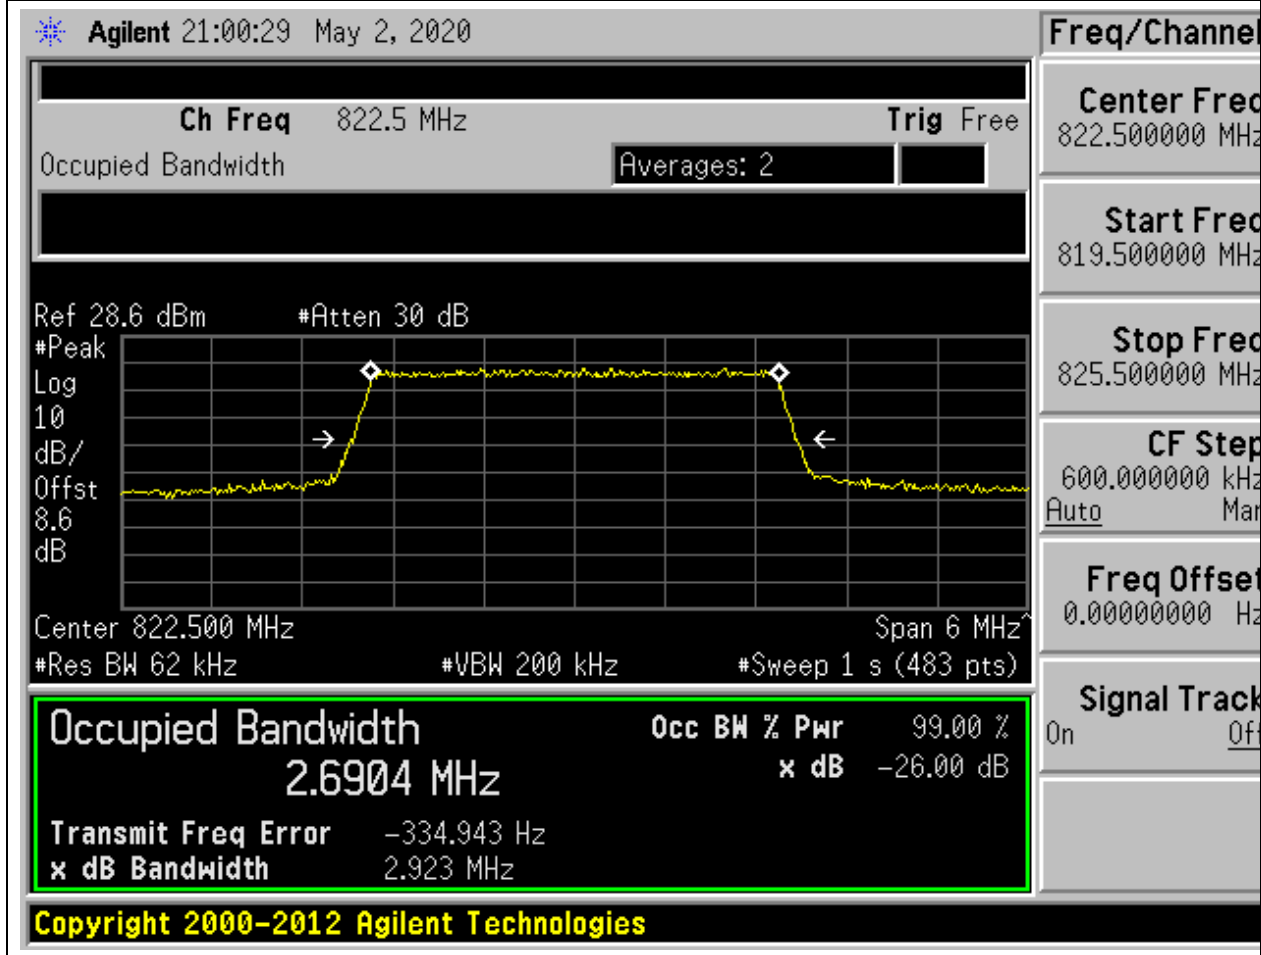 Agilent 21:00:29 May 2, 2020
Freq/Channel
Ch Freq 822.5 MHz Trig Free
Occupied Bandwidth Averages: 2
Center Freq
822.500000 MHz
Start Freq
819.500000 MHz
Stop Freq
825.500000 MHz
CF Step
600.000000 kHz
Auto Man
Freq Offset
0.00000000 Hz
Signal Track
On Off
Ref 28.6 dBm #Atten 30 dB
#Peak
Log
10
dB/
Offst
8.6
dB
Center 822.500 MHz Span 6 MHz^
#Res BW 62 kHz #VBW 200 kHz #Sweep 1 s (483 pts)
Occupied Bandwidth
2.6904 MHz
Occ BW % Pwr 99.00 %
x dB -26.00 dB
Transmit Freq Error -334.943 Hz
x dB Bandwidth 2.923 MHz
Copyright 2000-2012 Agilent Technologies